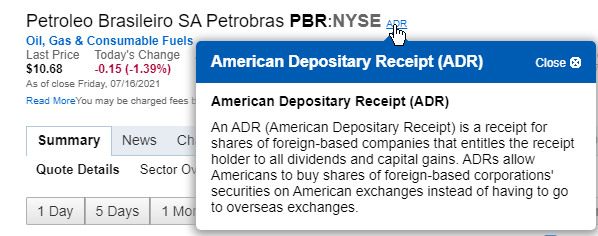 Petroleo Brasileiro SA Petrobras PBR:NYSE ADR
Oil, Gas & Consumable Fuels
Last Price Today's Change
$10.68 -0.15 (-1.39%)
As of close Friday, 07/16/2021
Read MoreYou may be charged fees
American Depositary Receipt (ADR) Close
American Depositary Receipt (ADR)
An ADR (American Depositary Receipt) is a receipt for
shares of foreign-based companies that entitles the receipt
holder to all dividends and capital gains. ADRs allow
Americans to buy shares of foreign-based corporations'
securities on American exchanges instead of having to go
to overseas exchanges.
Summary News
Quote Details Sector
1 Day 5 Days 1